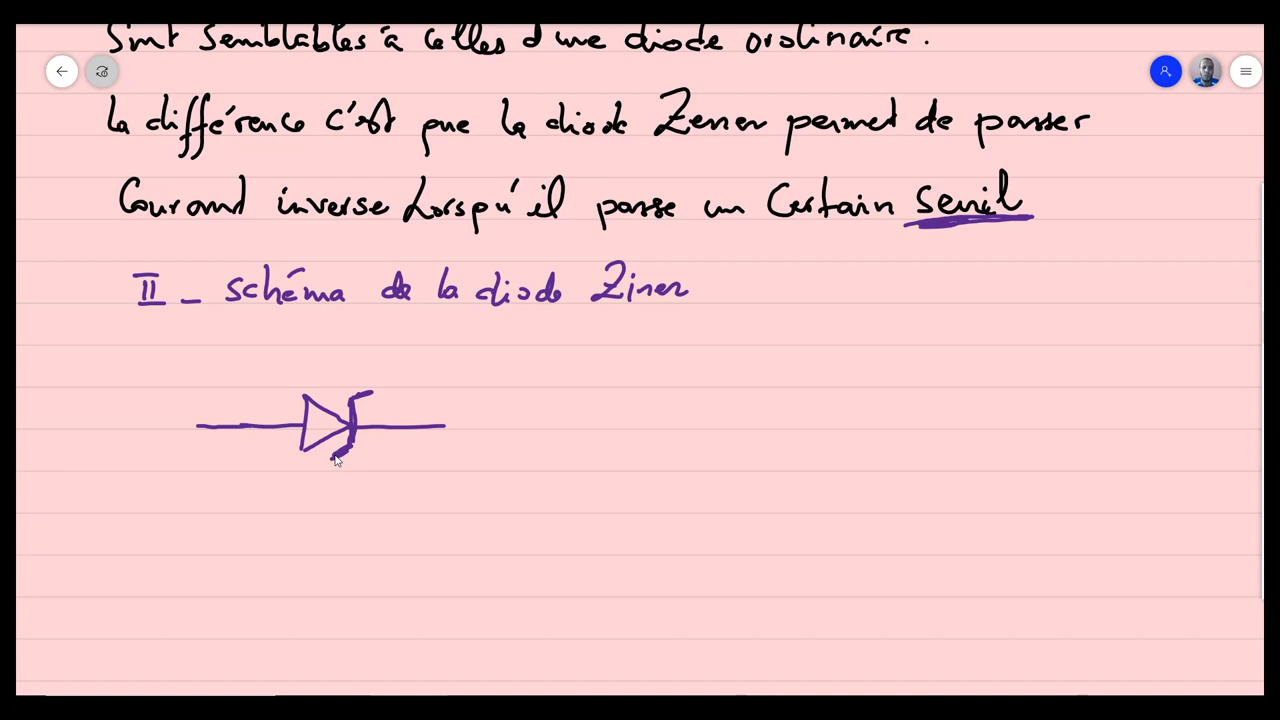 sont semblables à celles d'une diode ordinaire.
la différence c'est que la diode Zener permet de passer
Courant inverse Lorsqu'il passe un Certain seuil
II - schéma de la diode Ziner